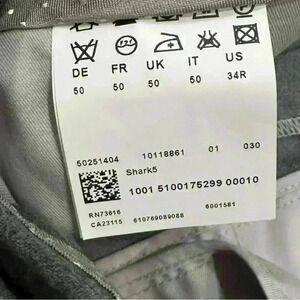 DE FR UK IT US
50 50 50 50 34R
50251404 10118861 01 030
Shark5
1001 5100175299 00010
RN73616
CA23115 610769089088 6001581